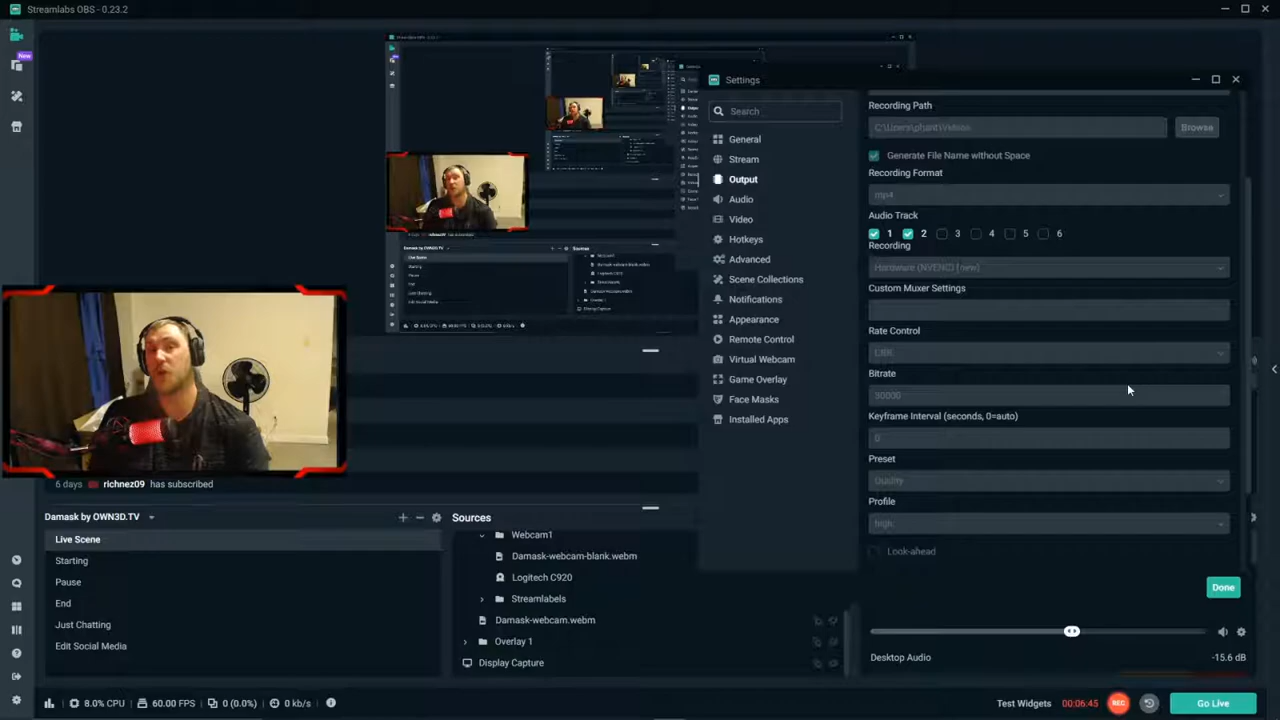 Streamlabs OBS - 0.23.2
New
Settings
Search
General
Stream
Output
Audio
Video
Hotkeys
Advanced
Scene Collections
Notifications
Appearance
Remote Control
Virtual Webcam
Game Overlay
Face Masks
Installed Apps
Recording Path
C:\Users\phant\Videos
Browse
Generate File Name without Space
Recording Format
mp4
Audio Track
1 2 3 4 5 6
Recording
Hardware (NVENC) (new)
Custom Muxer Settings
Rate Control
CBR
Bitrate
30000
Keyframe Interval (seconds, 0=auto)
0
Preset
Quality
Profile
high
Look-ahead
Done
6 days richnez09 has subscribed
Damask by OWN3D.TV
Live Scene
Starting
Pause
End
Just Chatting
Edit Social Media
Sources
Webcam1
Damask-webcam-blank.webm
Logitech C920
Streamlabels
Damask-webcam.webm
Overlay 1
Display Capture
Desktop Audio -15.6 dB
8.0% CPU 60.00 FPS 0 (0.0%) 0 kb/s
Test Widgets 00:06:45 REC Go Live